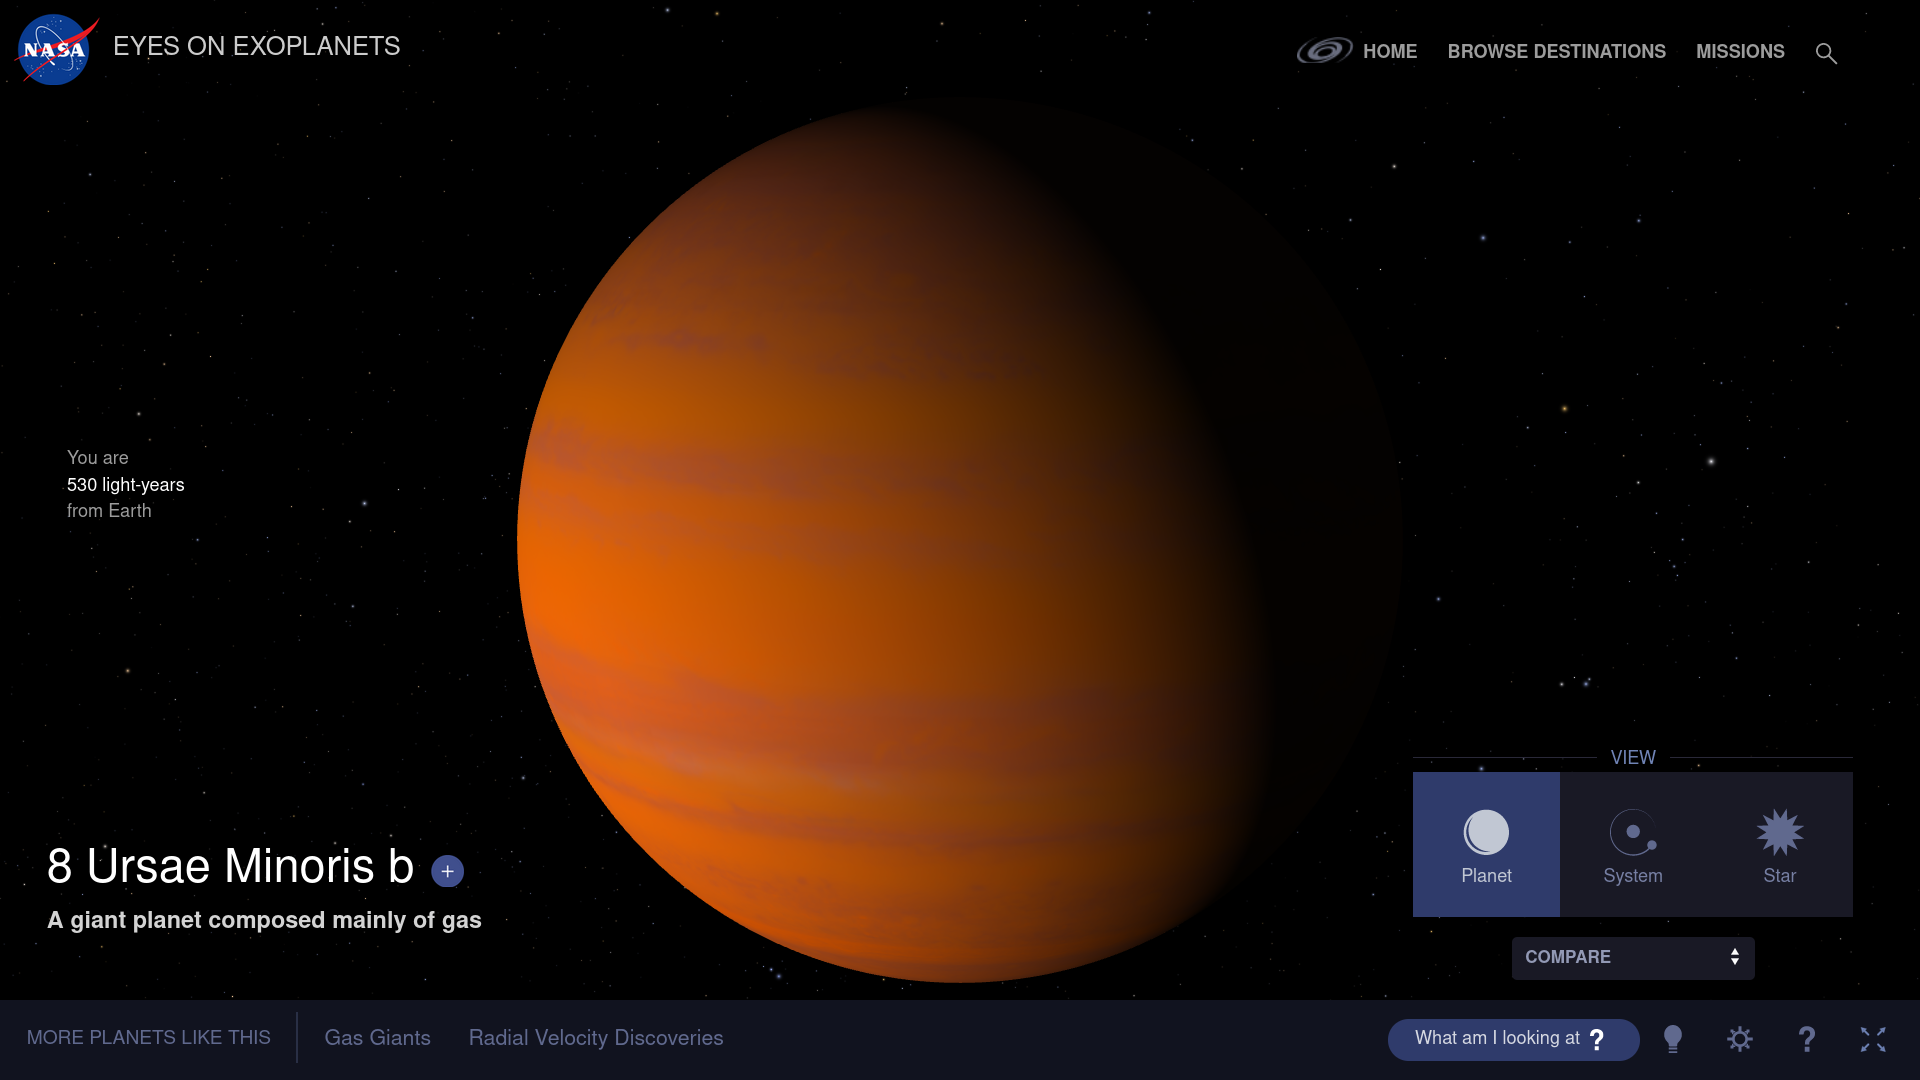 NASA
EYES ON EXOPLANETS
HOME
BROWSE DESTINATIONS
MISSIONS
You are
530 light-years
from Earth
8 Ursae Minoris b +
A giant planet composed mainly of gas
VIEW
Planet
System
Star
COMPARE
MORE PLANETS LIKE THIS
Gas Giants
Radial Velocity Discoveries
What am I looking at ?
?